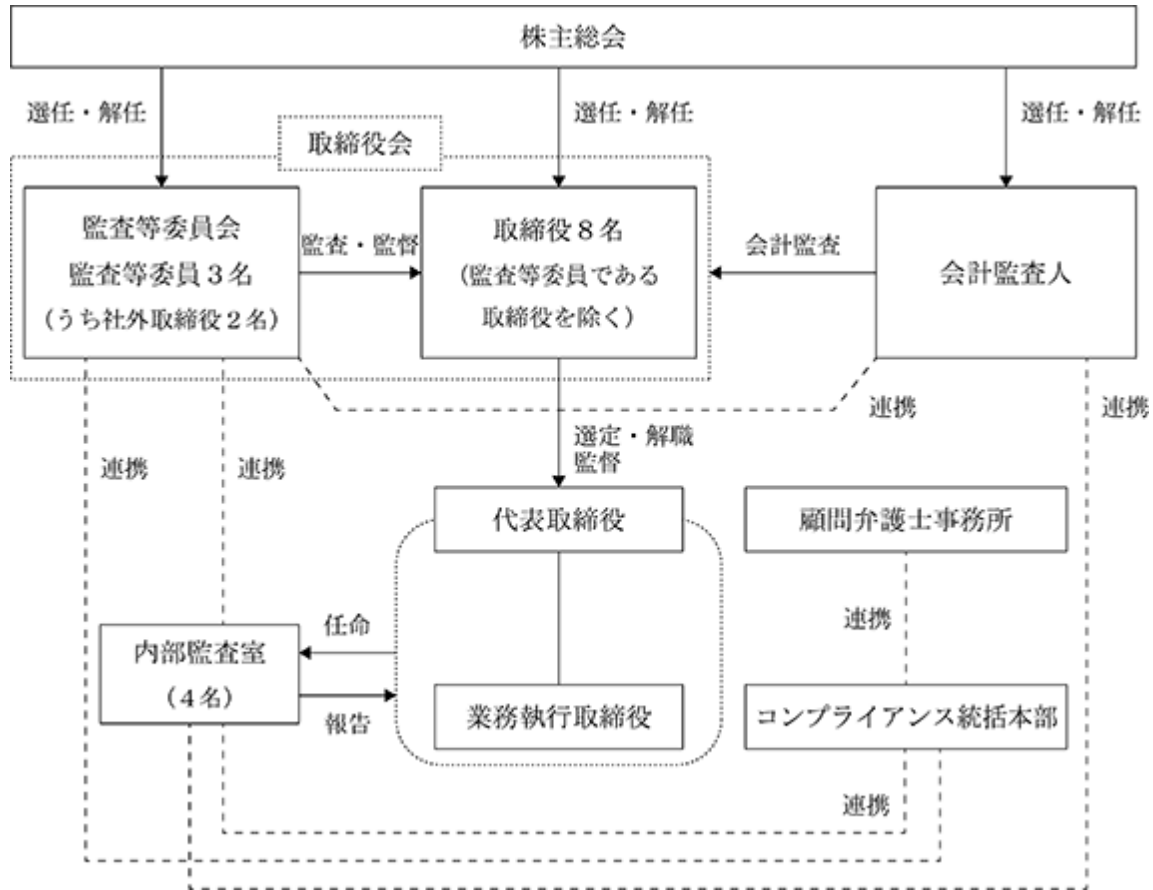 株主総会
選任・解任
選任・解任
選任・解任
取締役会
監査等委員会
監査等委員3名
(うち社外取締役2名)
監査・監督
取締役8名
(監査等委員である
取締役を除く)
会計監査
会計監査人
連携
連携
連携
連携
選定・解職
監督
代表取締役
顧問弁護士事務所
任命
連携
内部監査室
(4名)
報告
業務執行取締役
コンプライアンス統括本部
連携